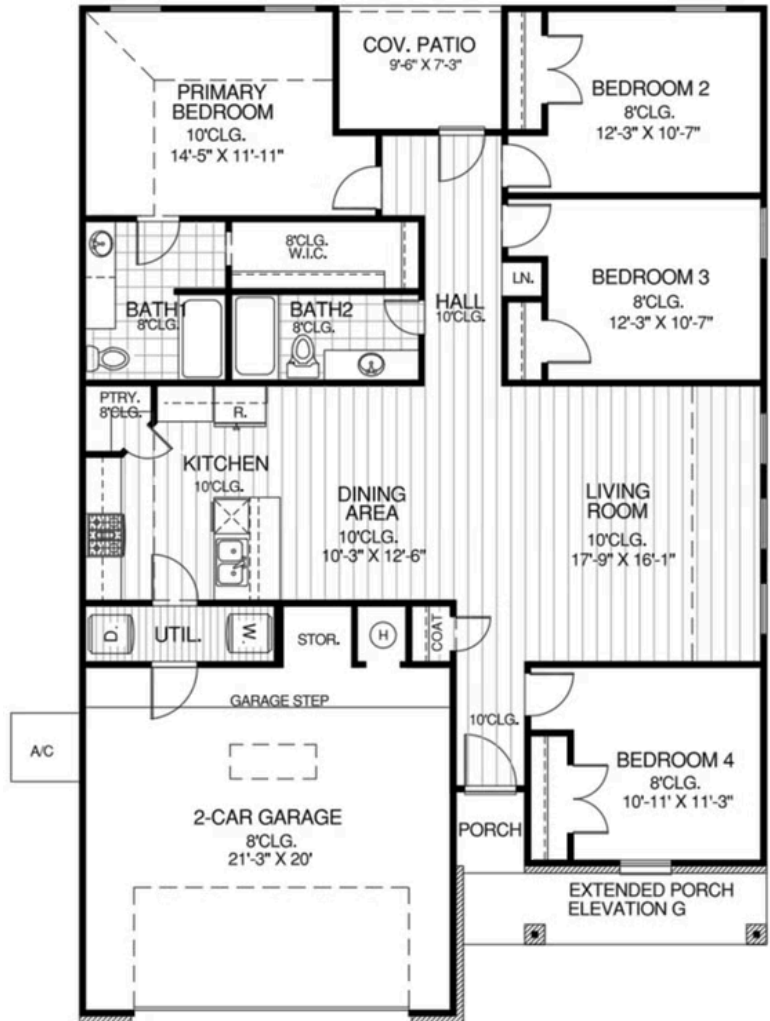 COV. PATIO
9'-6" X 7'-3"
PRIMARY
BEDROOM
10'CLG.
14'-5" X 11'-11"
BEDROOM 2
8'CLG.
12'-3" X 10'-7"
8'CLG.
W.I.C.
BATH1
8'CLG.
BATH2
8'CLG.
HALL
10'CLG.
LN.
BEDROOM 3
8'CLG.
12'-3" X 10'-7"
PTRY.
8'CLG.
R.
KITCHEN
10'CLG.
DINING
AREA
10'CLG.
10'-3" X 12'-6"
LIVING
ROOM
10'CLG.
17'-9" X 16'-1"
D.
UTIL.
W.
STOR.
H
COAT
GARAGE STEP
A/C
10'CLG.
BEDROOM 4
8'CLG.
10'-11' X 11'-3"
2-CAR GARAGE
8'CLG.
21'-3" X 20'
PORCH
EXTENDED PORCH
ELEVATION G